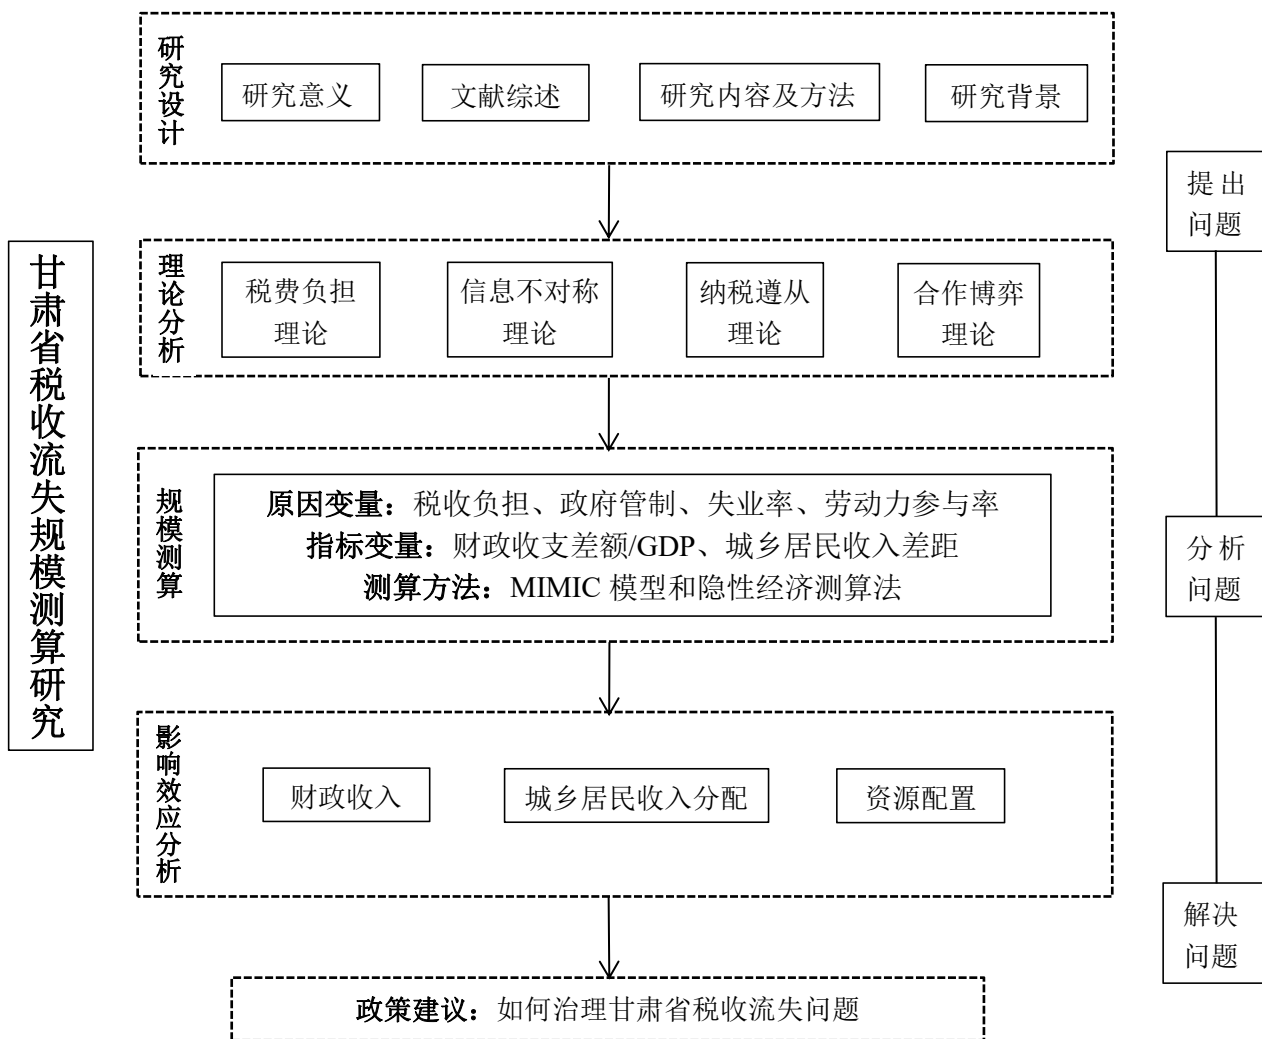 甘肃省税收流失规模测算研究
研究设计
研究意义
文献综述
研究内容及方法
研究背景
理论分析
税费负担
理论
信息不对称
理论
纳税遵从
理论
合作博弈
理论
规模测算
原因变量：税收负担、政府管制、失业率、劳动力参与率
指标变量：财政收支差额/GDP、城乡居民收入差距
测算方法：MIMIC 模型和隐性经济测算法
影响效应分析
财政收入
城乡居民收入分配
资源配置
政策建议：如何治理甘肃省税收流失问题
提出
问题
分析
问题
解决
问题